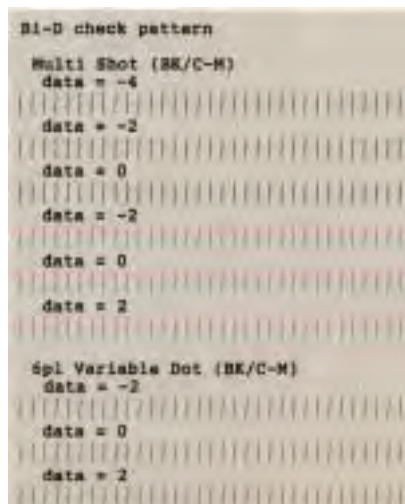 Bi-D check pattern
Multi Shot (BK/C-M)
data = -4
data = -2
data = 0
data = -2
data = 0
data = 2
6pl Variable Dot (BK/C-M)
data = -2
data = 0
data = 2